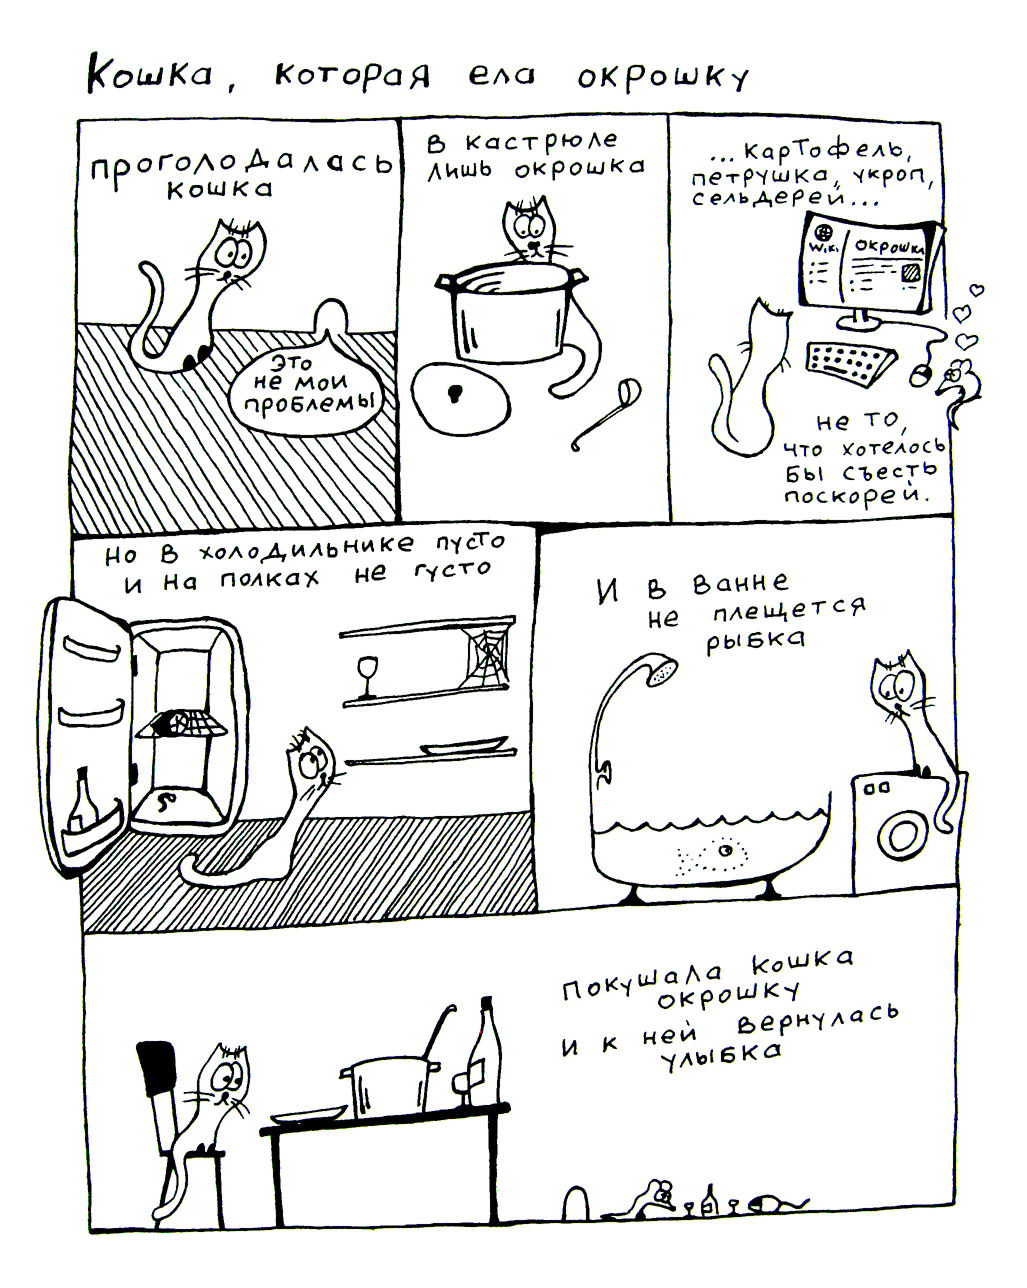 Кошка, которая ела окрошку
проголодалась
кошка
Это
не мои
проблемы
В кастрюле
лишь окрошка
...картофель,
петрушка, укроп,
сельдерей...
Wiki
ОКРОШКА
не то,
что хотелось
бы съесть
поскорей.
Но в холодильнике пусто
и на полках не густо
И в ванне
не плещется
рыбка
Покушала кошка
окрошку
и к ней вернулась
улыбка